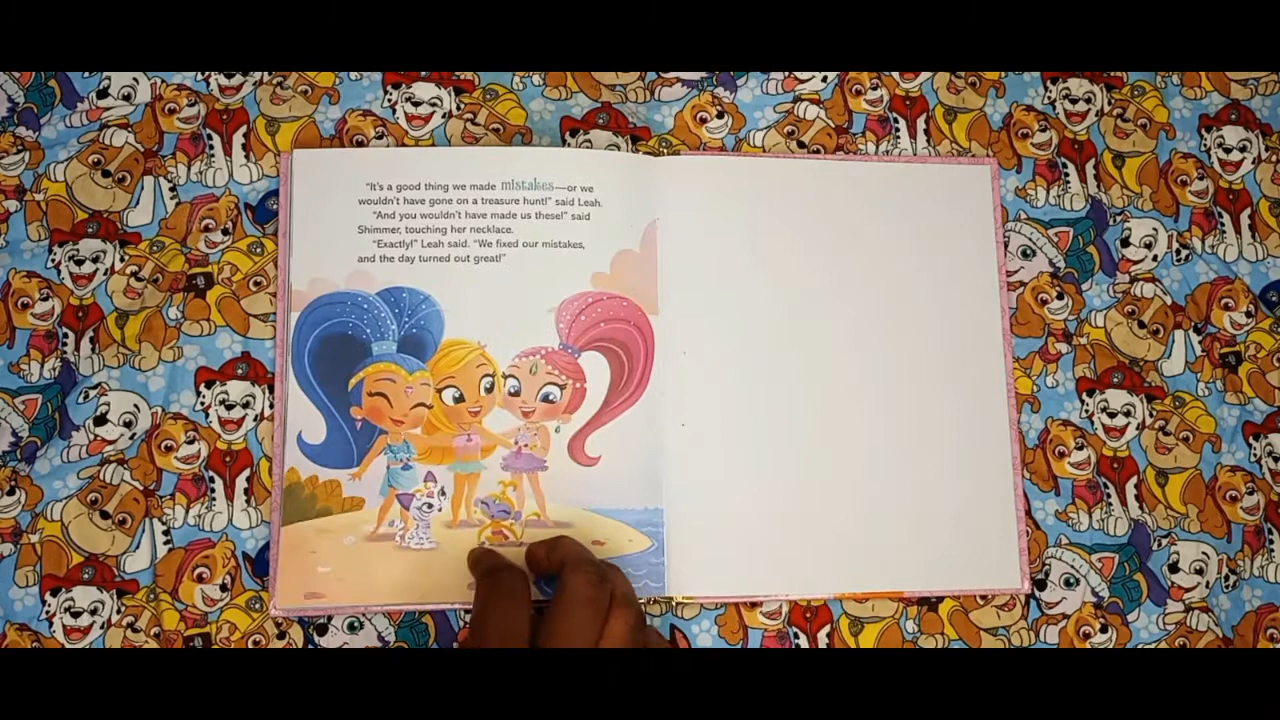 “It's a good thing we made mistakes—or we
wouldn't have gone on a treasure hunt!” said Leah.
“And you wouldn't have made us these!” said
Shimmer, touching her necklace.
“Exactly!” Leah said. “We fixed our mistakes,
and the day turned out great!”